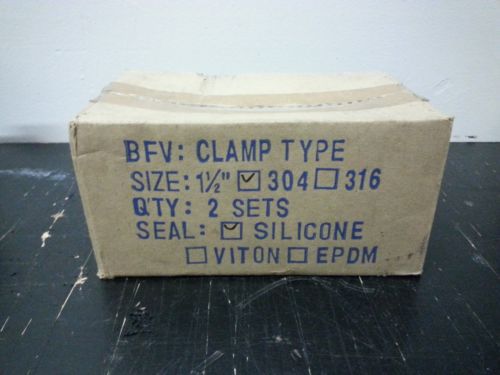 BFV: CLAMP TYPE
SIZE: 1½" ☑ 304 ☐ 316
Q'TY: 2 SETS
SEAL: ☑ SILICONE
☐ VITON ☐ EPDM